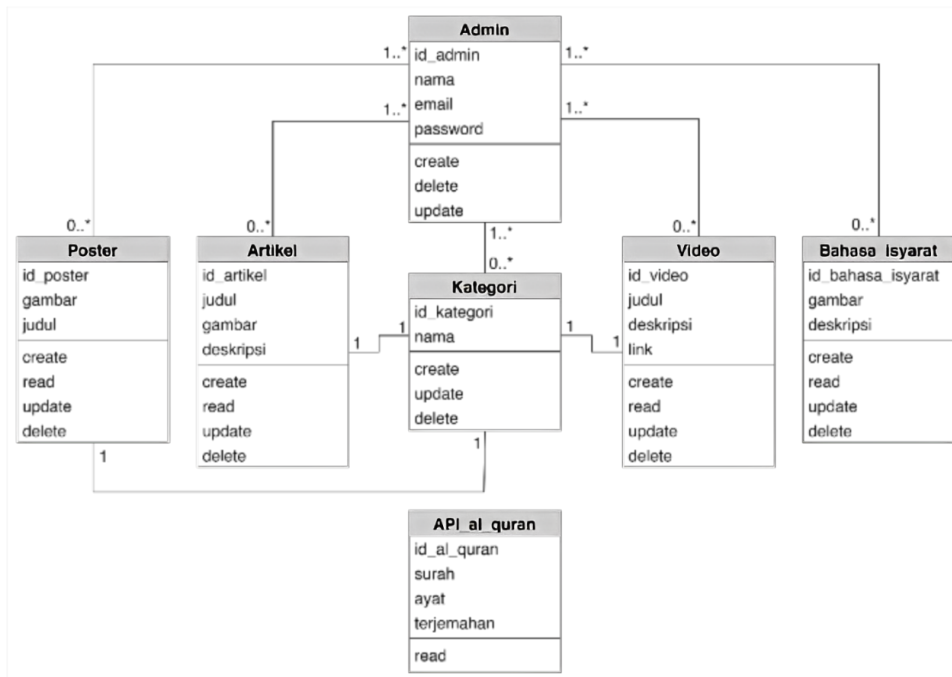 Admin
id_admin
nama
email
password
create
delete
update
1..*
1..*
1..*
1..*
1..*
0..*
0..*
0..*
0..*
0..*
Poster
id_poster
gambar
judul
create
read
update
delete
1
Artikel
id_artikel
judul
gambar
deskripsi
create
read
update
delete
1
1
Kategori
id_kategori
nama
create
update
delete
1
1
1
Video
id_video
judul
deskripsi
link
create
read
update
delete
Bahasa_isyarat
id_bahasa_isyarat
gambar
deskripsi
create
read
update
delete
API_al_quran
id_al_quran
surah
ayat
terjemahan
read